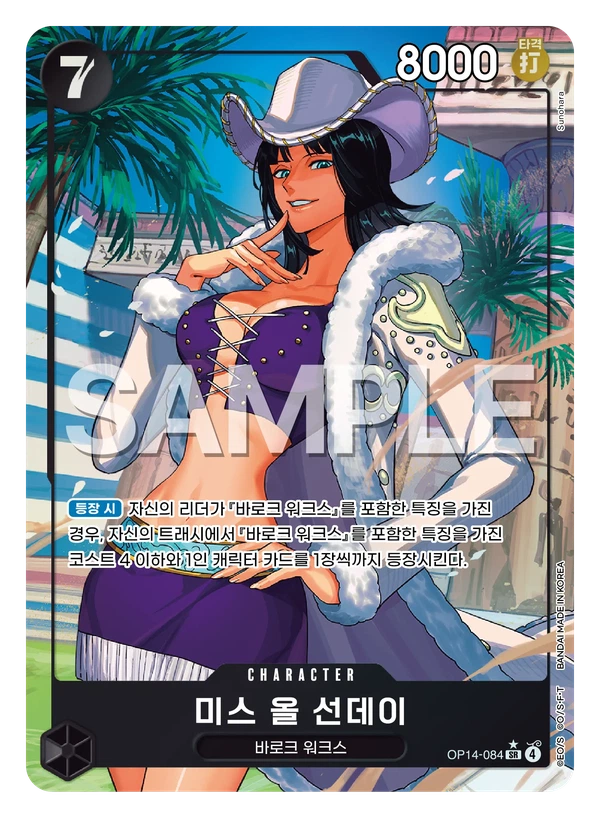 7
8000
타격
打
Sunohara
SAMPLE
등장 시 자신의 리더가 『바로크 워크스』를 포함한 특징을 가진
경우, 자신의 트래시에서 『바로크 워크스』를 포함한 특징을 가진
코스트 4 이하와 1인 캐릭터 카드를 1장씩까지 등장시킨다.
CHARACTER
미스 올 선데이
바로크 워크스
OP14-084 SR 4
©EO/S ©O/S·F·T BANDAI MADE IN KOREA